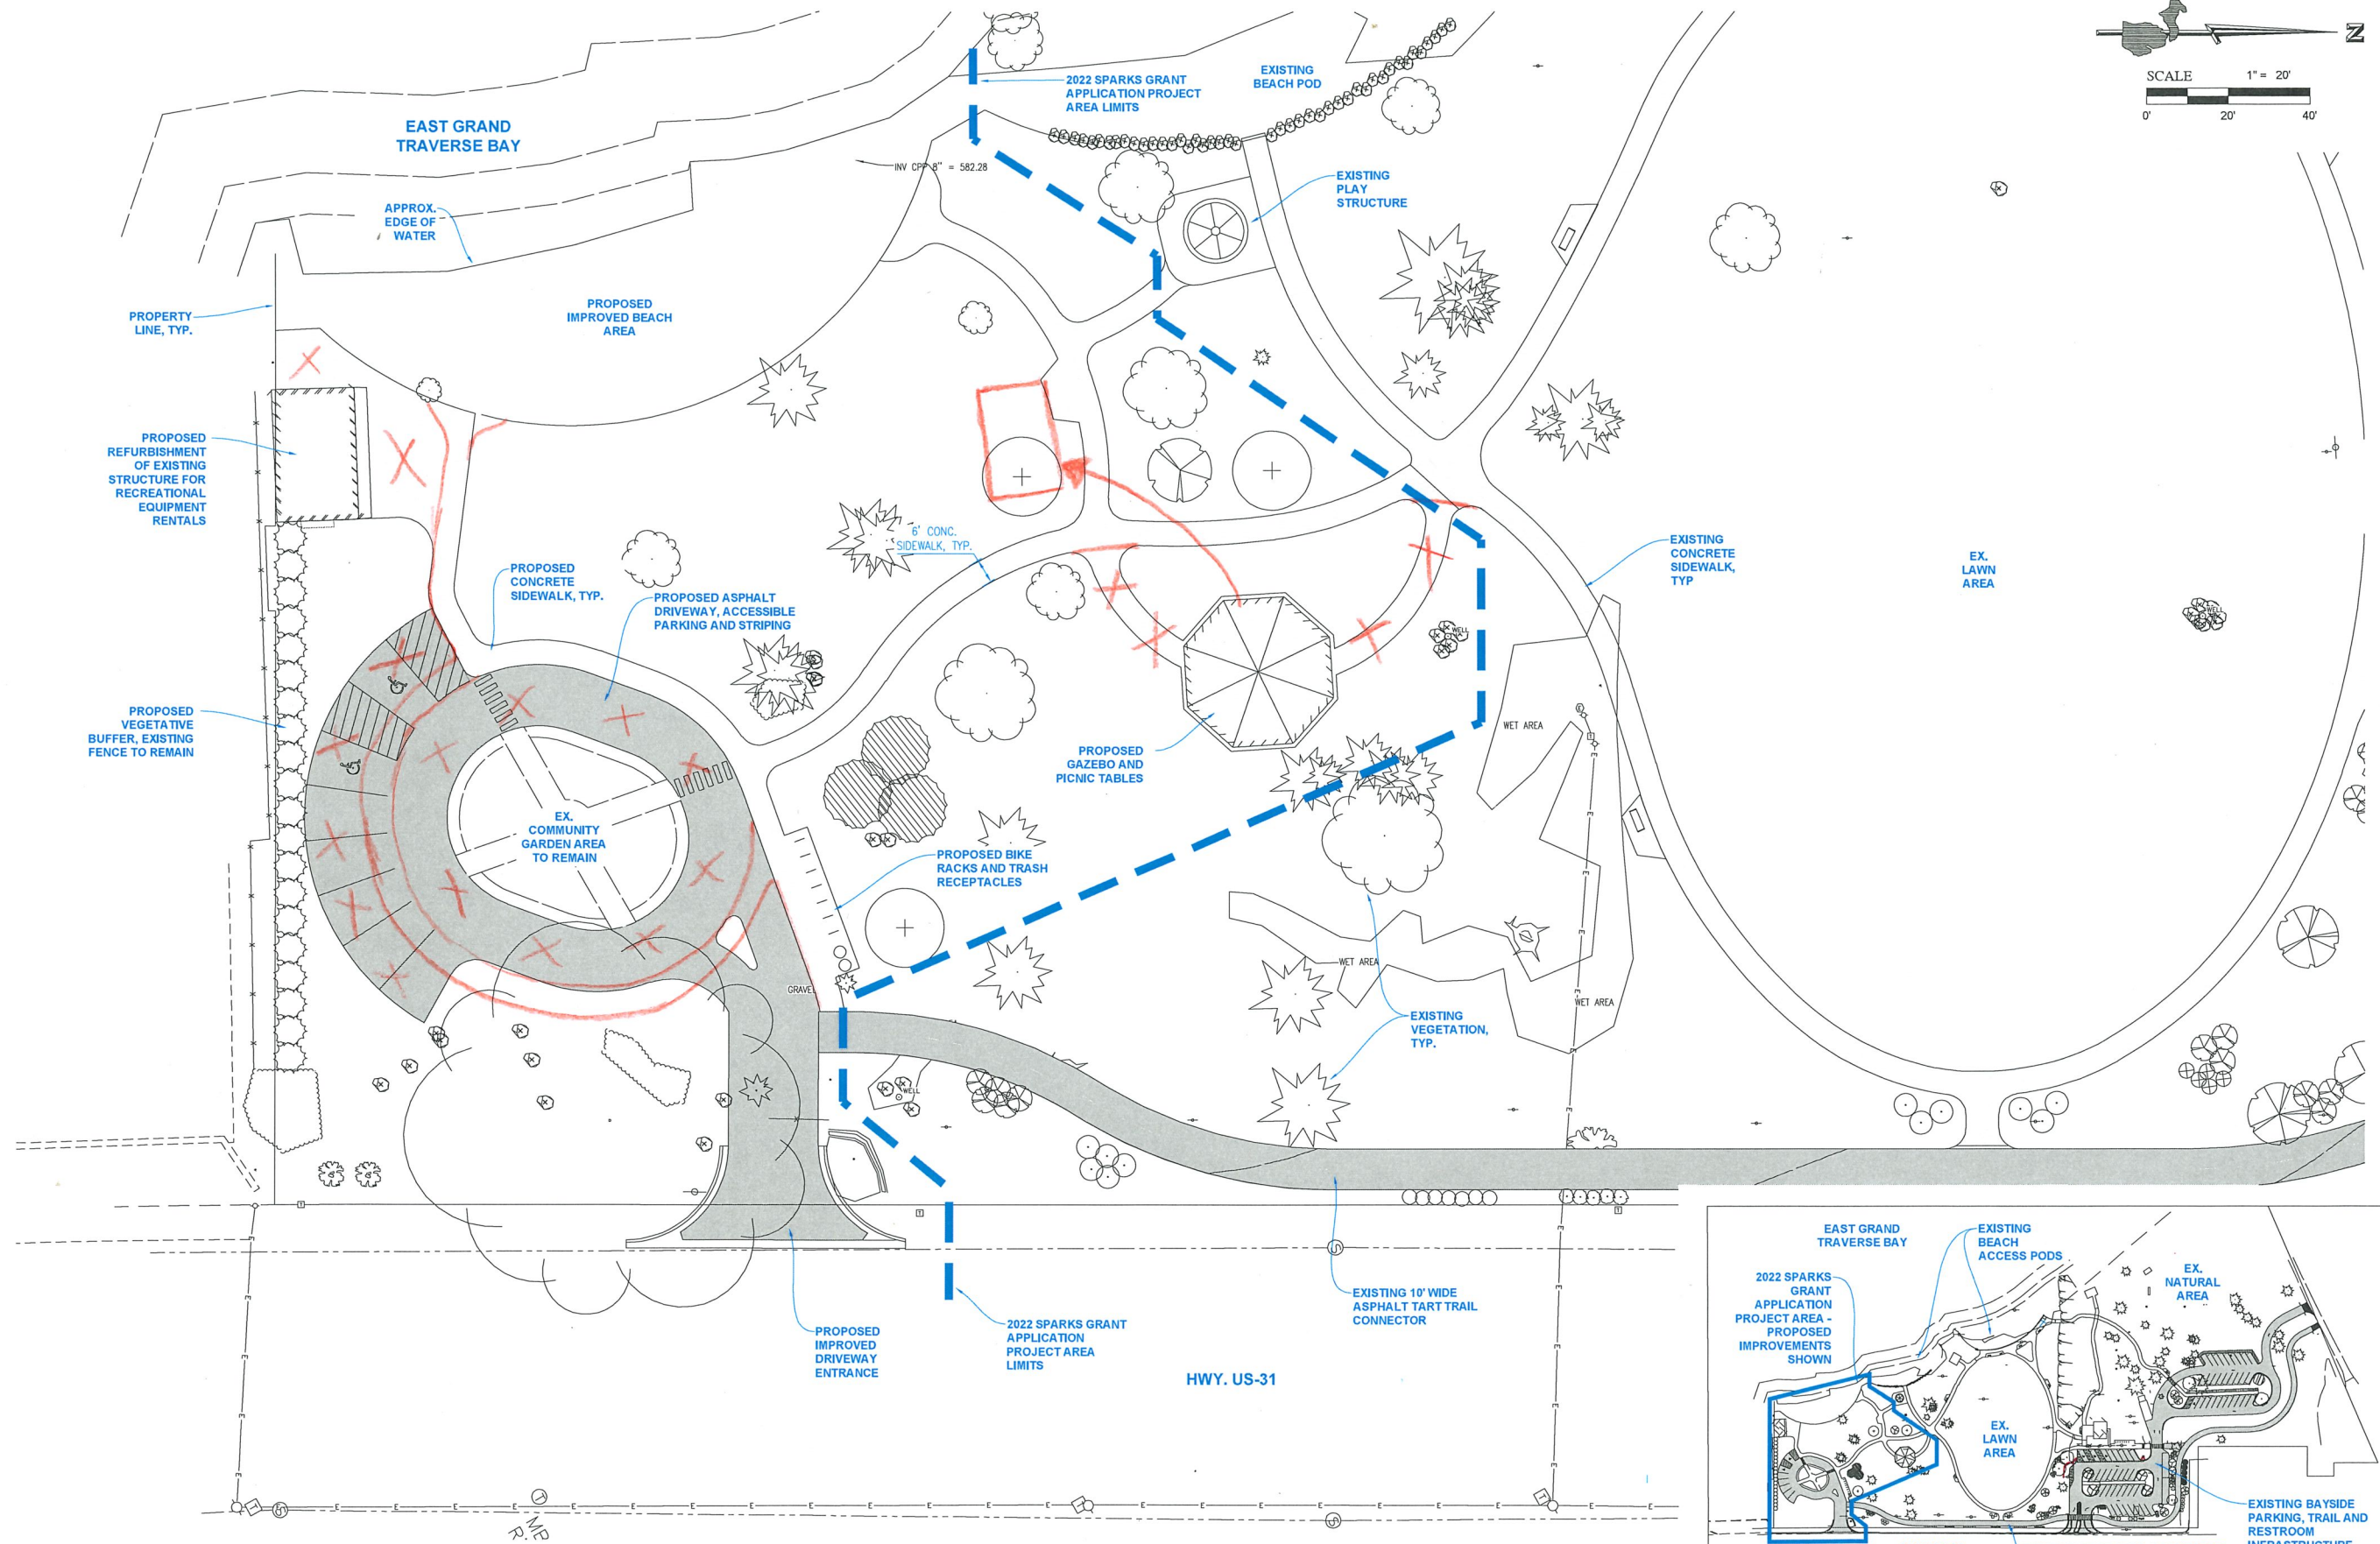 N
SCALE 1" = 20'
0' 20' 40'
2022 SPARKS GRANT
APPLICATION PROJECT
AREA LIMITS
EXISTING
BEACH POD
EAST GRAND
TRAVERSE BAY
INV CPP 8" = 582.28
EXISTING
PLAY
STRUCTURE
APPROX.
EDGE OF
WATER
PROPERTY
LINE, TYP.
PROPOSED
IMPROVED BEACH
AREA
PROPOSED
REFURBISHMENT
OF EXISTING
STRUCTURE FOR
RECREATIONAL
EQUIPMENT
RENTALS
6' CONC.
SIDEWALK, TYP.
EXISTING
CONCRETE
SIDEWALK,
TYP
EX.
LAWN
AREA
PROPOSED
CONCRETE
SIDEWALK, TYP.
PROPOSED ASPHALT
DRIVEWAY, ACCESSIBLE
PARKING AND STRIPING
WELL
WELL
PROPOSED
VEGETATIVE
BUFFER, EXISTING
FENCE TO REMAIN
WET AREA
PROPOSED
GAZEBO AND
PICNIC TABLES
EX.
COMMUNITY
GARDEN AREA
TO REMAIN
PROPOSED BIKE
RACKS AND TRASH
RECEPTACLES
WET AREA
GRAVEL
WET AREA
EXISTING
VEGETATION,
TYP.
WELL
EXISTING 10' WIDE
ASPHALT TART TRAIL
CONNECTOR
PROPOSED
IMPROVED
DRIVEWAY
ENTRANCE
2022 SPARKS GRANT
APPLICATION
PROJECT AREA
LIMITS
HWY. US-31
EAST GRAND
TRAVERSE BAY
EXISTING
BEACH
ACCESS PODS
2022 SPARKS
GRANT
APPLICATION
PROJECT AREA -
PROPOSED
IMPROVEMENTS
SHOWN
EX.
NATURAL
AREA
EX.
LAWN
AREA
EXISTING BAYSIDE
PARKING, TRAIL AND
RESTROOM
INFRASTRUCTURE